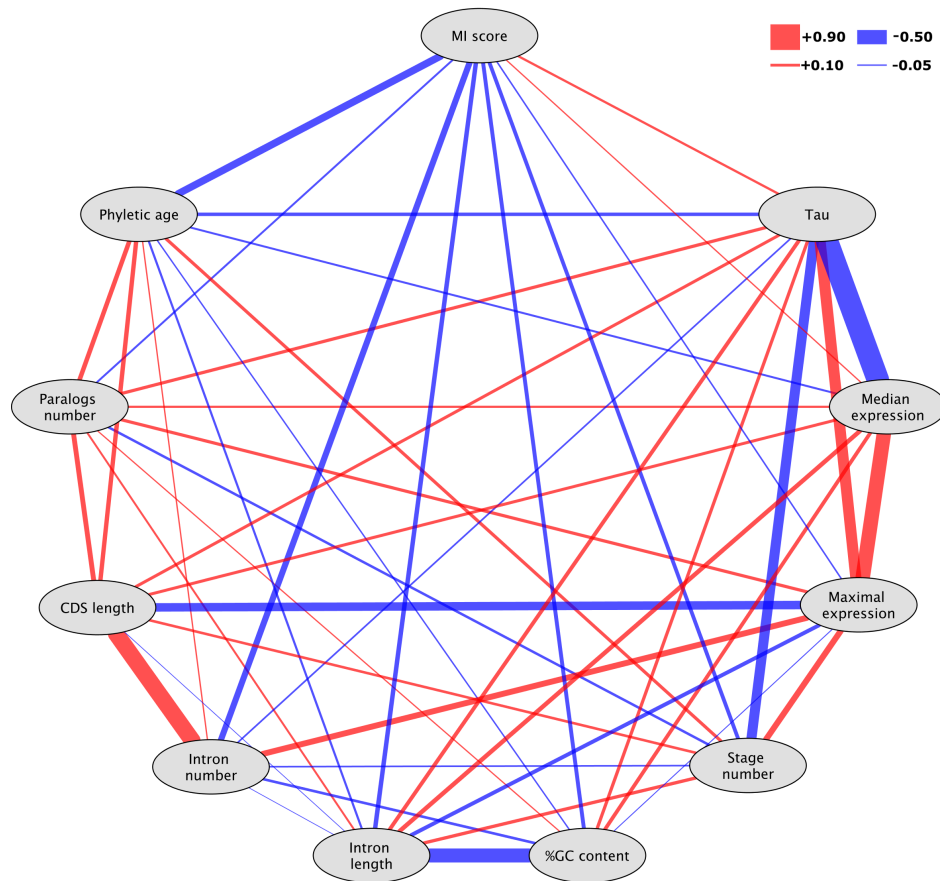 MI score
+0.90
-0.50
+0.10
-0.05
Phyletic age
Tau
Paralogs
number
Median
expression
CDS length
Maximal
expression
Intron
number
Stage
number
Intron
length
%GC content